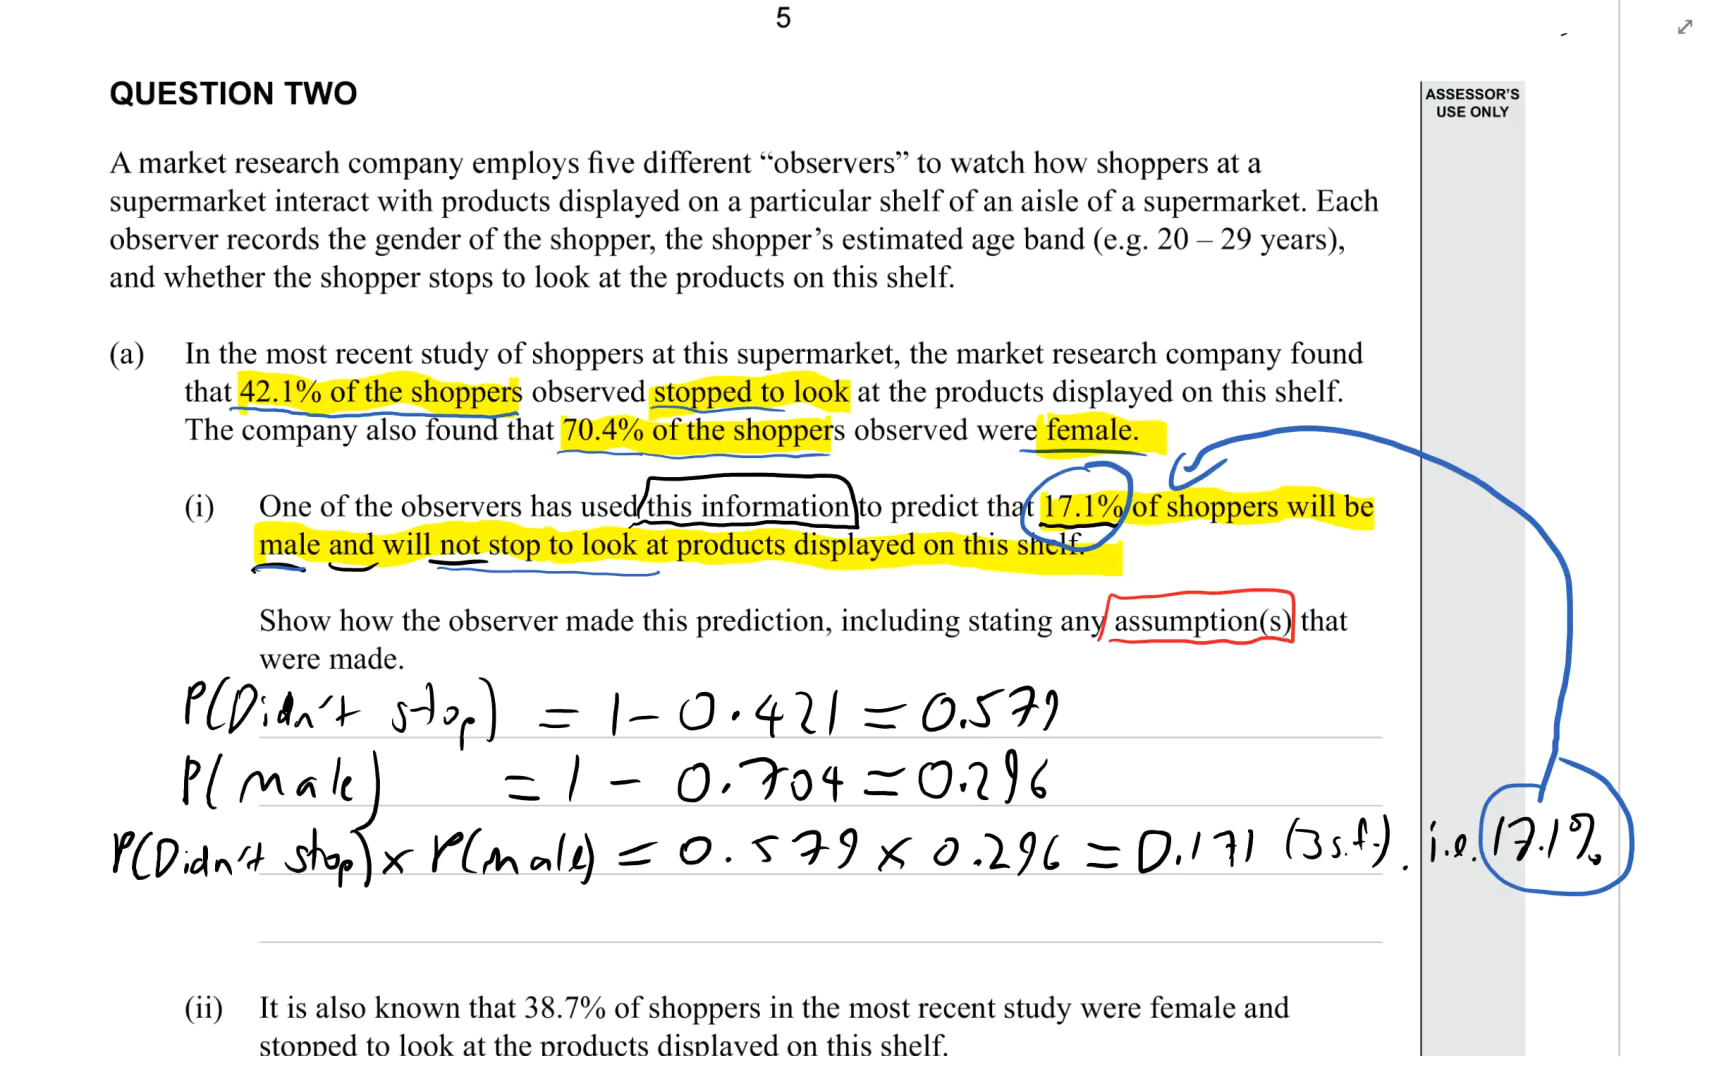 5
QUESTION TWO
ASSESSOR'S
USE ONLY
A market research company employs five different “observers” to watch how shoppers at a
supermarket interact with products displayed on a particular shelf of an aisle of a supermarket. Each
observer records the gender of the shopper, the shopper’s estimated age band (e.g. 20 – 29 years),
and whether the shopper stops to look at the products on this shelf.
(a) In the most recent study of shoppers at this supermarket, the market research company found
that 42.1% of the shoppers observed stopped to look at the products displayed on this shelf.
The company also found that 70.4% of the shoppers observed were female.
(i) One of the observers has used this information to predict that 17.1% of shoppers will be
male and will not stop to look at products displayed on this shelf.
Show how the observer made this prediction, including stating any assumption(s) that
were made.
P(Didn't stop) = 1 - 0.421 = 0.579
P(male) = 1 - 0.704 = 0.296
P(Didn't stop) x P(male) = 0.579 x 0.296 = 0.171 (3 s.f.). i.e. 17.1%
(ii) It is also known that 38.7% of shoppers in the most recent study were female and
stopped to look at the products displayed on this shelf.